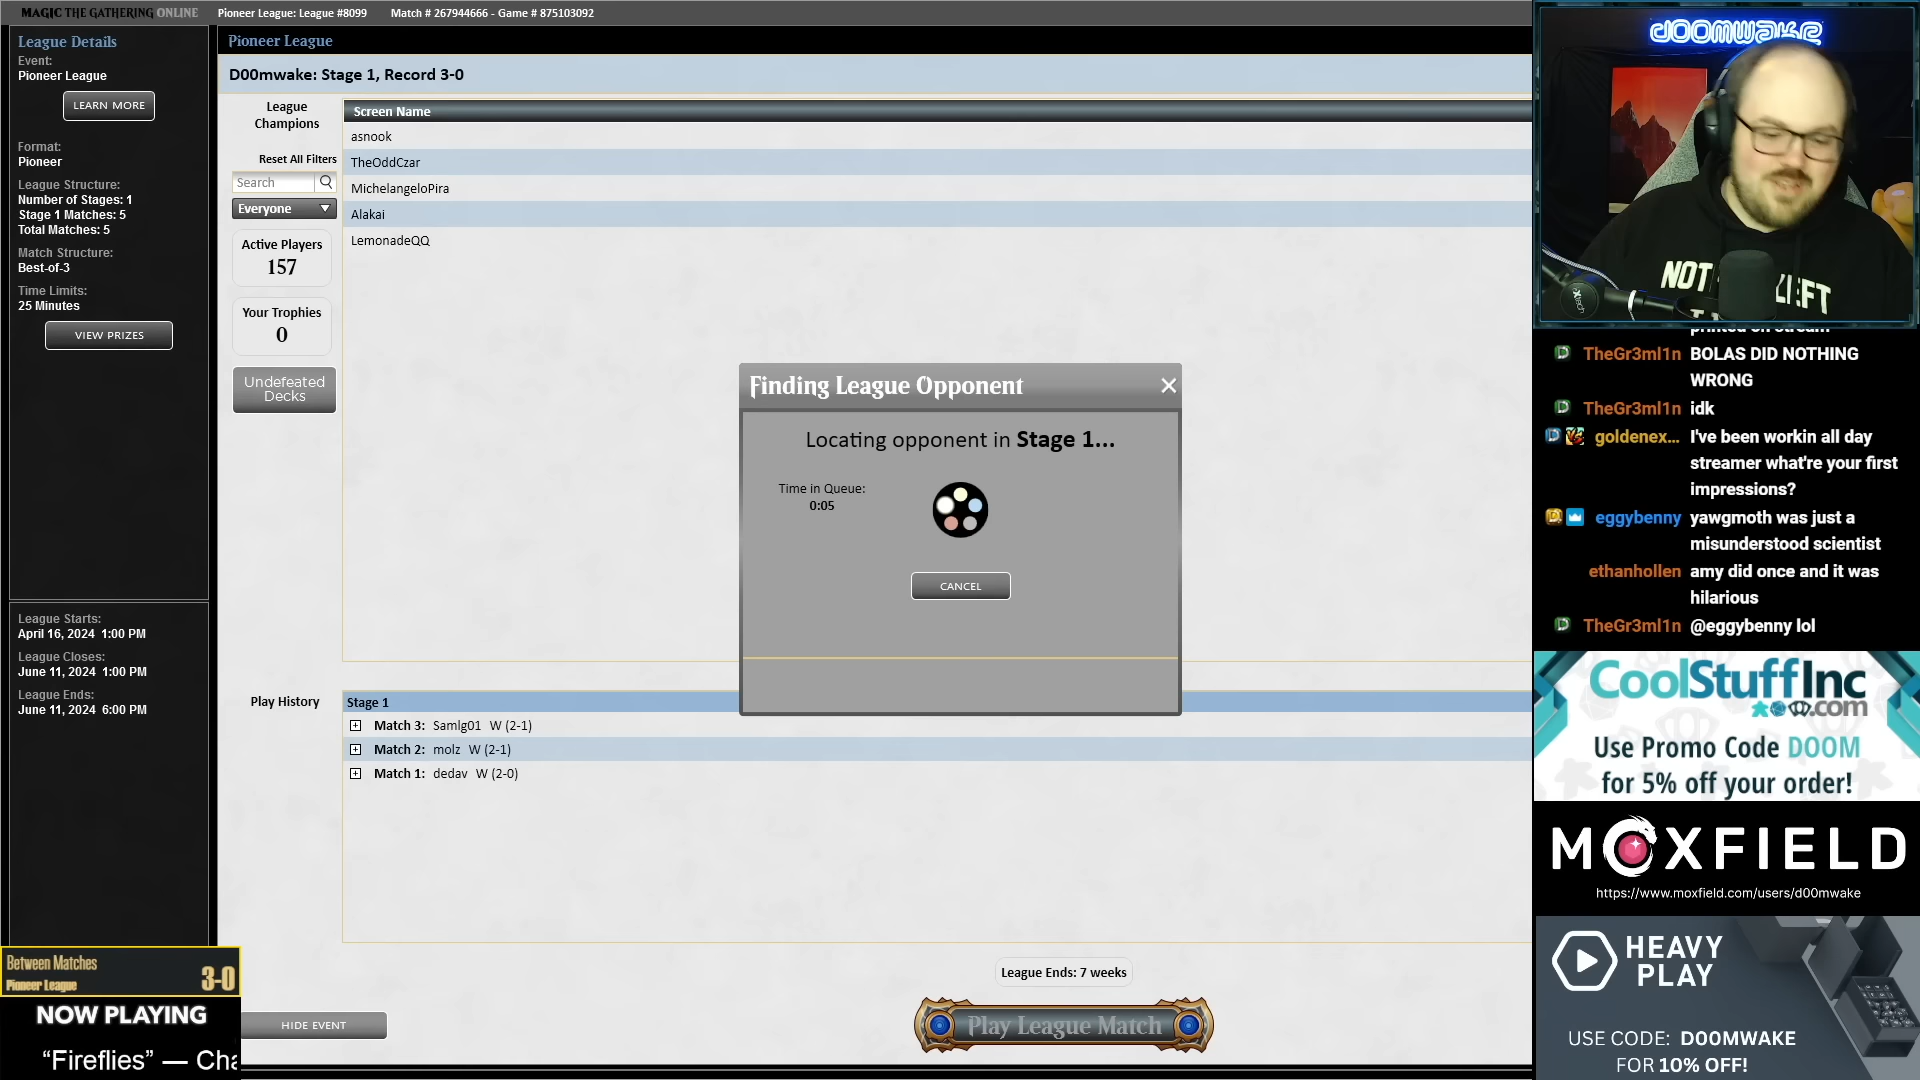 MAGIC THE GATHERING ONLINE
Pioneer League: League #8099
Match # 267944666 - Game # 875103092
League Details
Event:
Pioneer League
LEARN MORE
Format:
Pioneer
League Structure:
Number of Stages: 1
Stage 1 Matches: 5
Total Matches: 5
Match Structure:
Best-of-3
Time Limits:
25 Minutes
VIEW PRIZES
League Starts:
April 16, 2024 1:00 PM
League Closes:
June 11, 2024 1:00 PM
League Ends:
June 11, 2024 6:00 PM
Between Matches
Pioneer League
3-0
NOW PLAYING
“Fireflies” — Cha
Pioneer League
D00mwake: Stage 1, Record 3-0
League
Champions
Reset All Filters
Search
Everyone
Active Players
157
Your Trophies
0
Undefeated
Decks
Screen Name
asnook
TheOddCzar
MichelangeloPira
Alakai
LemonadeQQ
Finding League Opponent
Locating opponent in Stage 1...
Time in Queue:
0:05
CANCEL
Play History
Stage 1
Match 3: Samlg01 W (2-1)
Match 2: molz W (2-1)
Match 1: dedav W (2-0)
League Ends: 7 weeks
HIDE EVENT
Play League Match
d00mwake
NOT
printed on stream
TheGr3ml1n BOLAS DID NOTHING
WRONG
TheGr3ml1n idk
goldenex... I've been workin all day
streamer what're your first
impressions?
eggybenny yawgmoth was just a
misunderstood scientist
ethanhollen amy did once and it was
hilarious
TheGr3ml1n @eggybenny lol
CoolStuffInc
.com
Use Promo Code DOOM
for 5% off your order!
MOXFIELD
https://www.moxfield.com/users/d00mwake
HEAVY
PLAY
USE CODE: D00MWAKE
FOR 10% OFF!